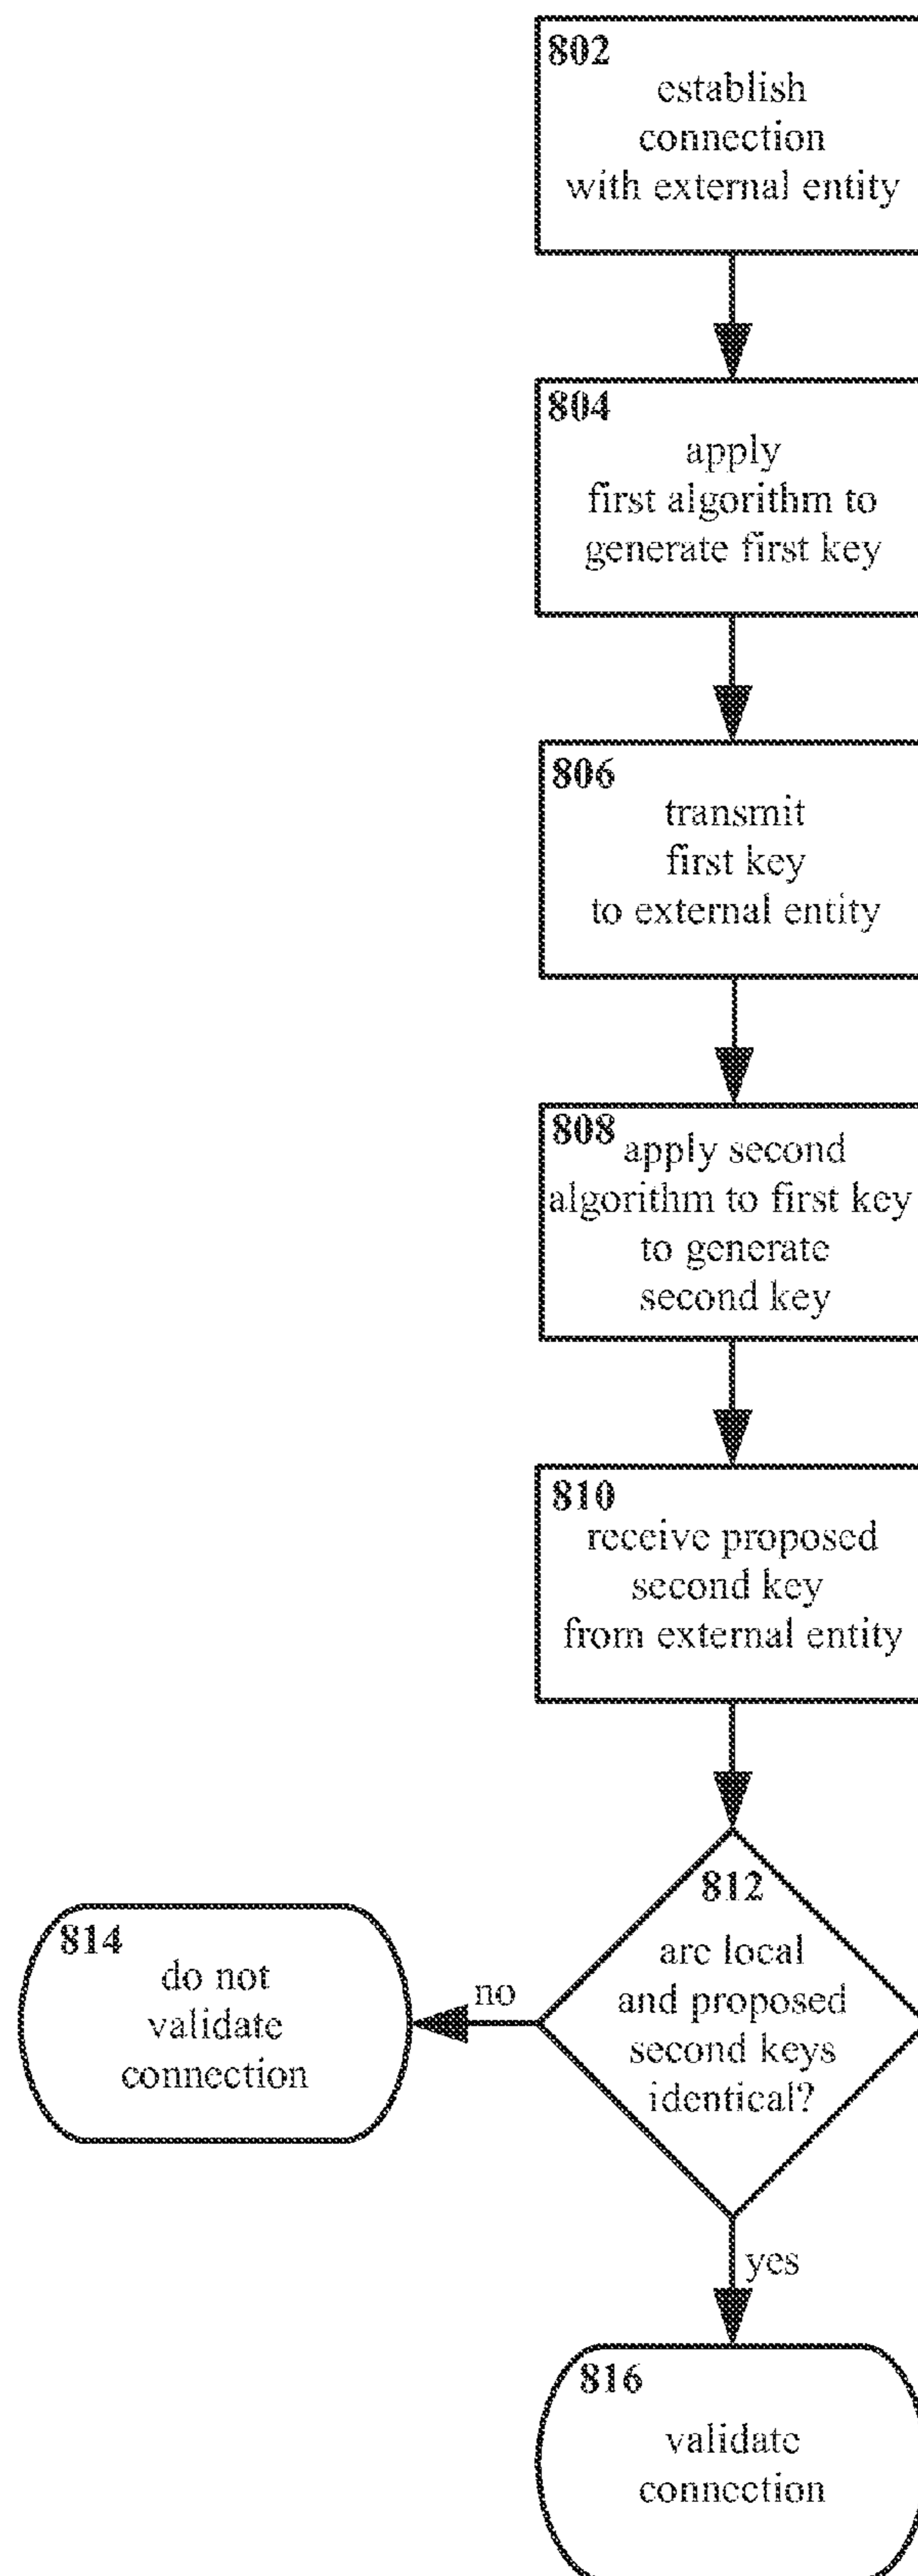 802
establish
connection
with external entity
804
apply
first algorithm to
generate first key
806
transmit
first key
to external entity
808
apply second
algorithm to first key
to generate
second key
810
receive proposed
second key
from external entity
812
are local
and proposed
second keys
identical?
814
do not
validate
connection
no
yes
816
validate
connection